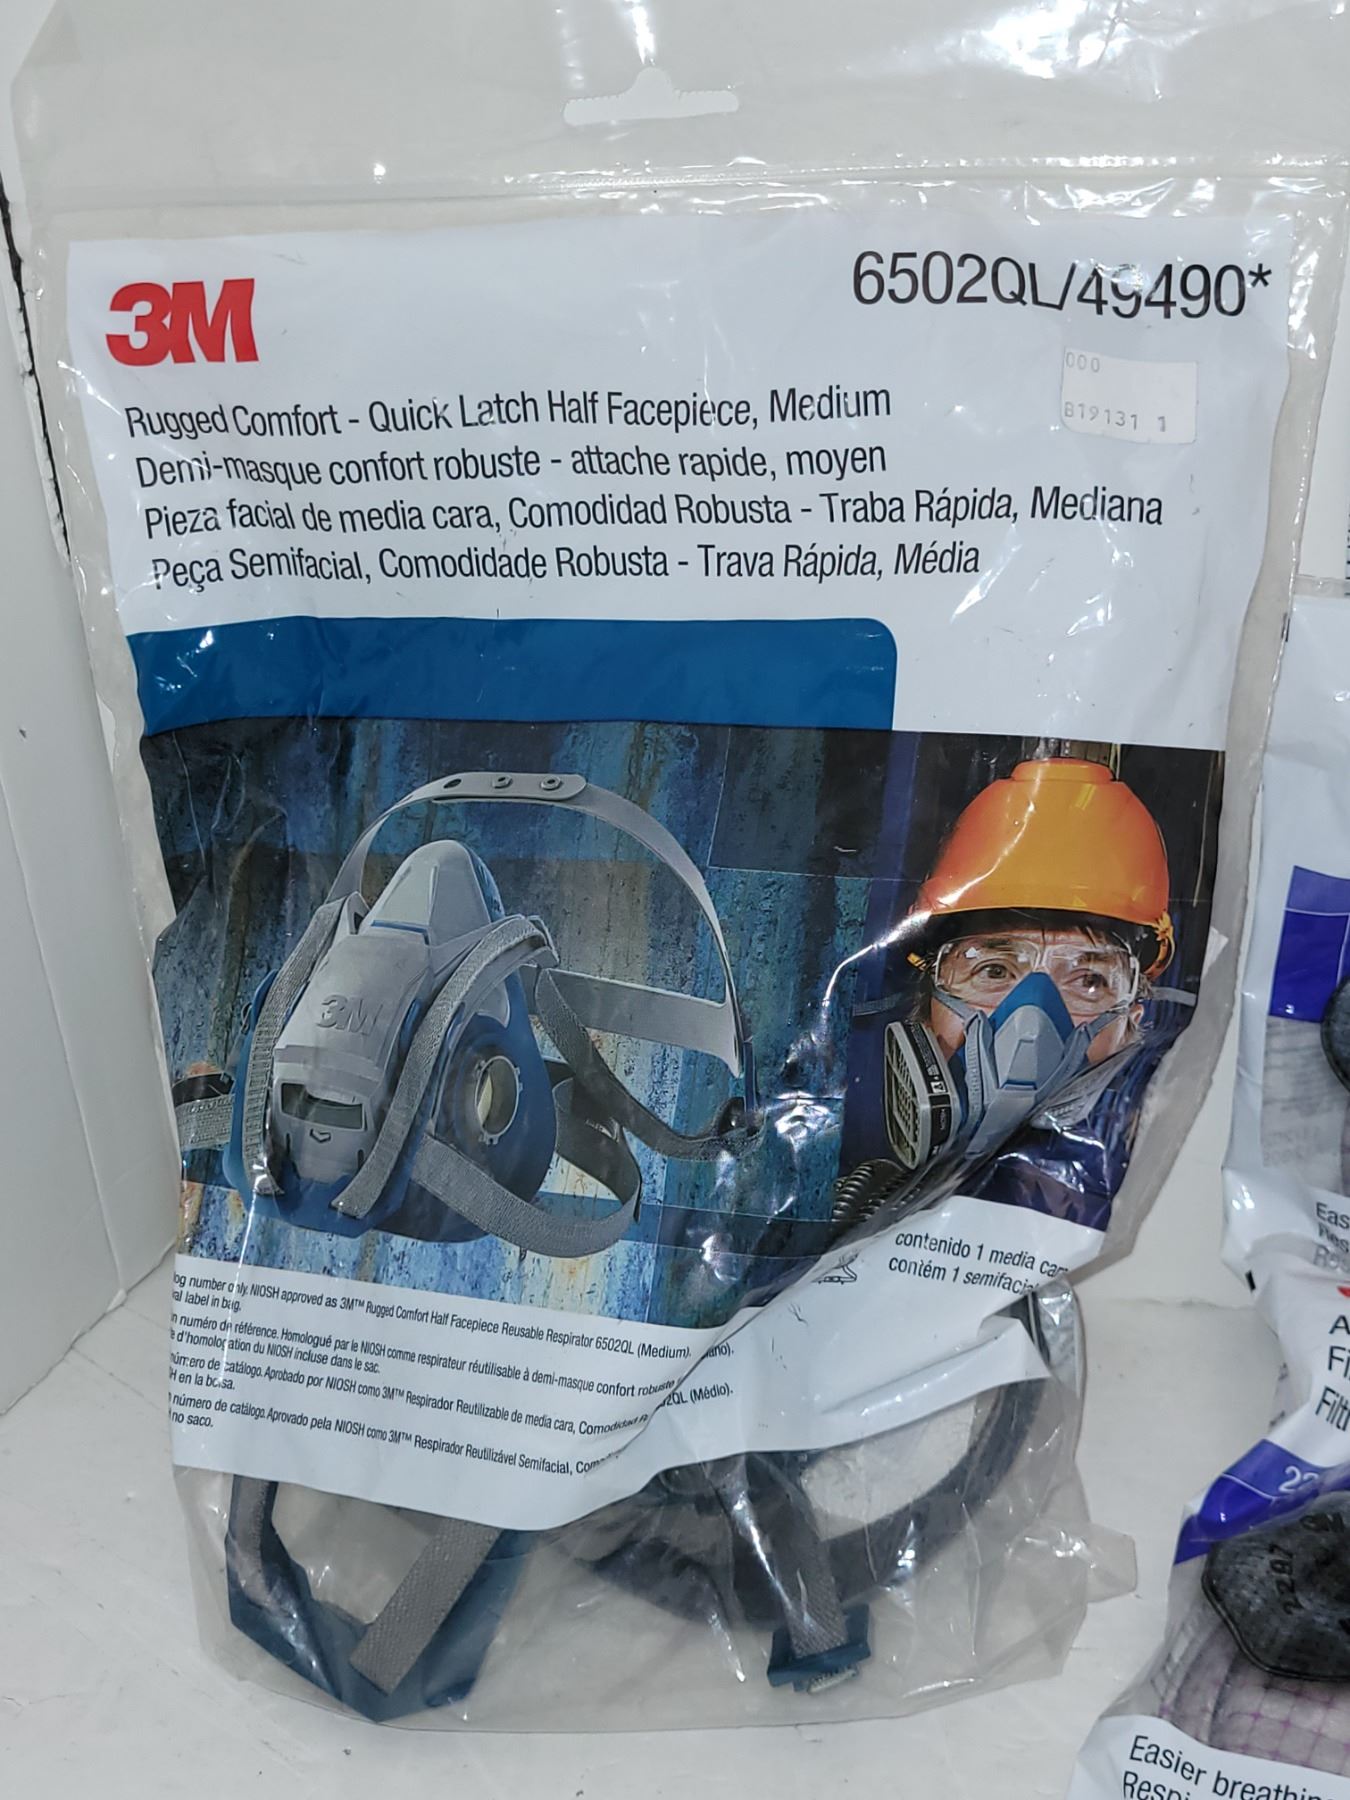 3M
6502QL/49490*
000
819131 1
Rugged Comfort - Quick Latch Half Facepiece, Medium
Demi-masque confort robuste - attache rapide, moyen
Pieza facial de media cara, Comodidad Robusta - Traba Rápida, Mediana
Peça Semifacial, Comodidade Robusta - Trava Rápida, Média
3M
contenido 1 media
contém 1
number only. NIOSH approved as 3M™ Rugged Comfort Half Facepiece Reusable Respirator 6502QL (Medium).
label in bag.
numéro de référence. Homologué par le NIOSH comme respirateur réutilisable à demi-masque confort robuste
d'homologation du NIOSH incluse dans le sac.
de catálogo. Aprobado por NIOSH como 3M™ Respirador Reutilizable de media cara,
en la bolsa.
número de catálogo. Aprovado pela NIOSH como 3M™ Respirador Reutilizável Semifacial,
no saco.
(Médio).
2297
Easier